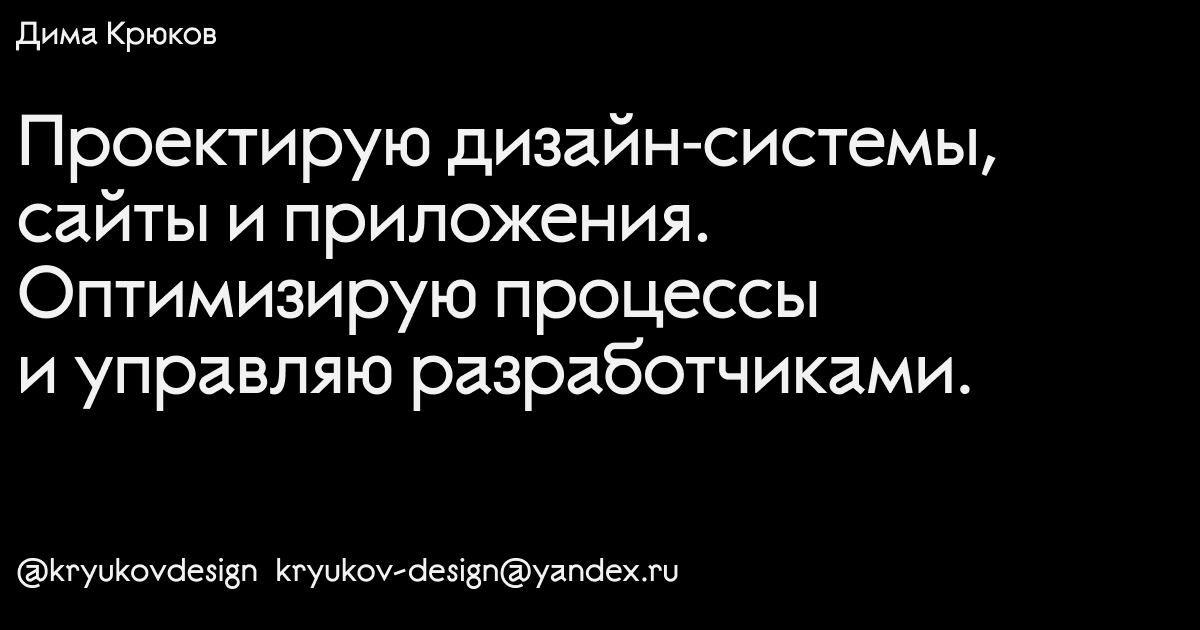 Дима Крюков
Проектирую дизайн-системы,
сайты и приложения.
Оптимизирую процессы
и управляю разработчиками.
@kryukovdesign kryukov-design@yandex.ru